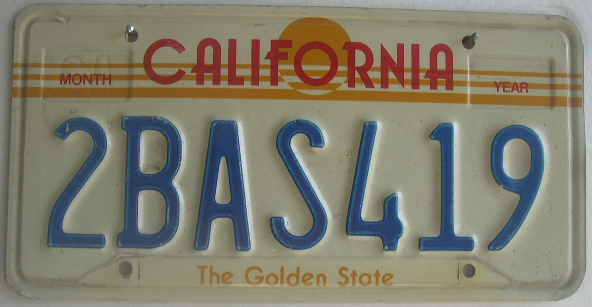 CALIFORNIA
MONTH YEAR
2BAS419
The Golden State